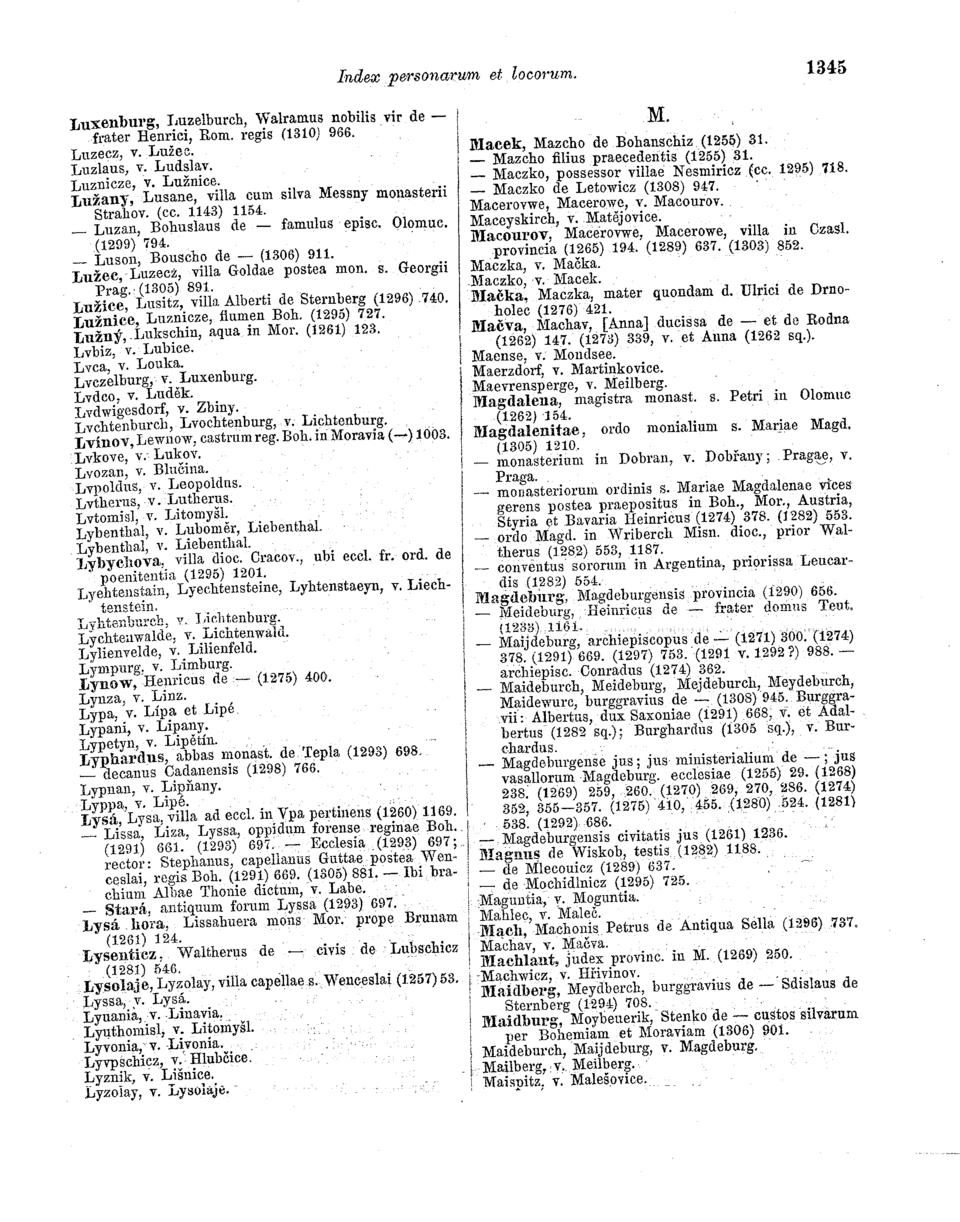 Index personarum et locorum.
1345
Luxenburg, Luzelburch, Walramus nobilis vir de —
frater Henrici, Rom. regis (1310) 966.
Luzecz, v. Lužec.
Luzlaus, v. Ludslav.
Luznicze, v. Lužnice.
Lužany, Lusane, villa cum silva Messny monasterii
Strahov. (cc. 1143) 1154.
— Luzan, Bohuslaus de — famulus episc. Olomuc.
(1299) 794.
— Luson, Bouscho de — (1306) 911.
Lužec, Luzecz, villa Goldae postea mon. s. Georgii
Prag. (1305) 891.
Lužice, Lusitz, villa Alberti de Sternberg (1296) 740.
Lužnice, Luznicze, flumen Boh. (1295) 727.
Lužný, Lukschin, aqua in Mor. (1261) 123.
Lvbiz, v. Lubice.
Lvca, v. Louka.
Lvczelburg, v. Luxenburg.
Lvdco, v. Luděk.
Lvdwigesdorf, v. Zbiny.
Lvchtenburch, Lvochtenburg, v. Lichtenburg.
Lvínov, Lewnow, castrum reg. Boh. in Moravia (—) 1003.
Lvkove, v. Lukov.
Lvozan, v. Blučina.
Lvpoldus, v. Leopoldus.
Lvtherus, v. Lutherus.
Lvtomisl, v. Litomyšl.
Lybenthal, v. Luboměr, Liebenthal.
Lybenthal, v. Liebenthal.
Lybychova, villa dioc. Cracov., ubi eccl. fr. ord. de
poenitentia (1295) 1201.
Lyehtenstain, Lyechtensteine, Lyhtenstaeyn, v. Liech-
tenstein.
Lyhtenburch, v. Lichtenburg.
Lychtenwalde, v. Lichtenwald.
Lylienvelde, v. Lilienfeld.
Lympurg, v. Limburg.
Lynow, Henricus de — (1275) 400.
Lynza, v. Linz.
Lypa, v. Lípa et Lipé.
Lypani, v. Lipany.
Lypetyn, v. Lipětín.
Lyphardus, abbas monast. de Tepla (1293) 698.
— decanus Cadanensis (1298) 766.
Lypnan, v. Lipňany.
Lyppa, v. Lipé.
Lysá, Lysa, villa ad eccl. in Vpa pertinens (1260) 1169.
— Lissa, Liza, Lyssa, oppidum forense reginae Boh.
(1291) 661. (1293) 697. — Ecclesia (1293) 697;
rector: Stephanus, capellanus Guttae postea Wen-
ceslai, regis Boh. (1291) 669. (1305) 881. — Ibi bra-
chium Albae Thonie dictum, v. Labe.
— Stará, antiquum forum Lyssa (1293) 697.
Lysá hora, Lissahuera mons Mor. prope Brunam
(1261) 124.
Lysenticz, Waltherus de — civis de Lubschicz
(1281) 546.
Lysolaje, Lyzolay, villa capellae s. Wenceslai (1257) 53.
Lyssa, v. Lysá.
Lyuania, v. Linavia.
Lyuthomisl, v. Litomyšl.
Lyvonia, v. Livonia.
Lyvpschicz, v. Hlubčice.
Lyznik, v. Lišnice.
Lyzolay, v. Lysolaje.
M.
Macek, Mazcho de Bohanschiz (1255) 31.
— Mazcho filius praecedentis (1255) 31.
— Maczko, possessor villae Nesmiricz (cc. 1295) 718.
— Maczko de Letowicz (1308) 947.
Macerovwe, Macerowe, v. Macourov.
Maceyskirch, v. Matějovice.
Macourov, Macerovwe, Macerowe, villa in Czasl.
provincia (1265) 194. (1289) 637. (1303) 852.
Maczka, v. Mačka.
Maczko, v. Macek.
Mačka, Maczka, mater quondam d. Ulrici de Drno-
holec (1276) 421.
Mačva, Machav, [Anna] ducissa de — et de Rodna
(1262) 147. (1273) 339, v. et Anna (1262 sq.).
Maense, v. Mondsee.
Maerzdorf, v. Martinkovice.
Maevrensperge, v. Meilberg.
Magdalena, magistra monast. s. Petri in Olomuc
(1262) 154.
Magdalenitae, ordo monialium s. Mariae Magd.
(1305) 1210.
— monasterium in Dobran, v. Dobřany; Pragae, v.
Praga.
— monasteriorum ordinis s. Mariae Magdalenae vices
gerens postea praepositus in Boh., Mor., Austria,
Styria et Bavaria Heinricus (1274) 378. (1282) 553.
— ordo Magd. in Wriberch Misn. dioc., prior Wal-
therus (1282) 553, 1187.
— conventus sororum in Argentina, priorissa Leucar-
dis (1282) 554.
Magdeburg, Magdeburgensis provincia (1290) 656.
— Meideburg, Heinricus de — frater domus Teut.
(1233) 1161.
— Maijdeburg, archiepiscopus de — (1271) 300. (1274)
378. (1291) 669. (1297) 753. (1291 v. 1292?) 988. —
archiepisc. Conradus (1274) 362.
— Maideburch, Meideburg, Mejdeburch, Meydeburch,
Maidewurc, burggravius de — (1308) 945. Burggra-
vii: Albertus, dux Saxoniae (1291) 668, v. et Adal-
bertus (1282 sq.); Burghardus (1305 sq.), v. Bur-
chardus.
— Magdeburgense jus; jus ministerialium de — ; jus
vasallorum Magdeburg. ecclesiae (1255) 29. (1268)
238. (1269) 259, 260. (1270) 269, 270, 286. (1274)
352, 355—357. (1275) 410, 455. (1280) 524. (1281)
538. (1292) 686.
— Magdeburgensis civitatis jus (1261) 1236.
Magnus de Wiskob, testis (1282) 1188.
— de Mlecouicz (1289) 637.
— de Mochidlnicz (1295) 725.
Maguntia, v. Moguntia.
Mahlec, v. Maleč.
Mach, Machonis Petrus de Antiqua Sella (1296) 737.
Machav, v. Mačva.
Machlant, judex provinc. in M. (1269) 250.
Machwicz, v. Hřivinov.
Maidberg, Meydberch, burggravius de — Sdislaus de
Sternberg (1294) 708.
Maidburg, Moybeuerik, Stenko de — custos silvarum
per Bohemiam et Moraviam (1306) 901.
Maideburch, Maijdeburg, v. Magdeburg.
Mailberg, v. Meilberg.
Maispitz, v. Malešovice.